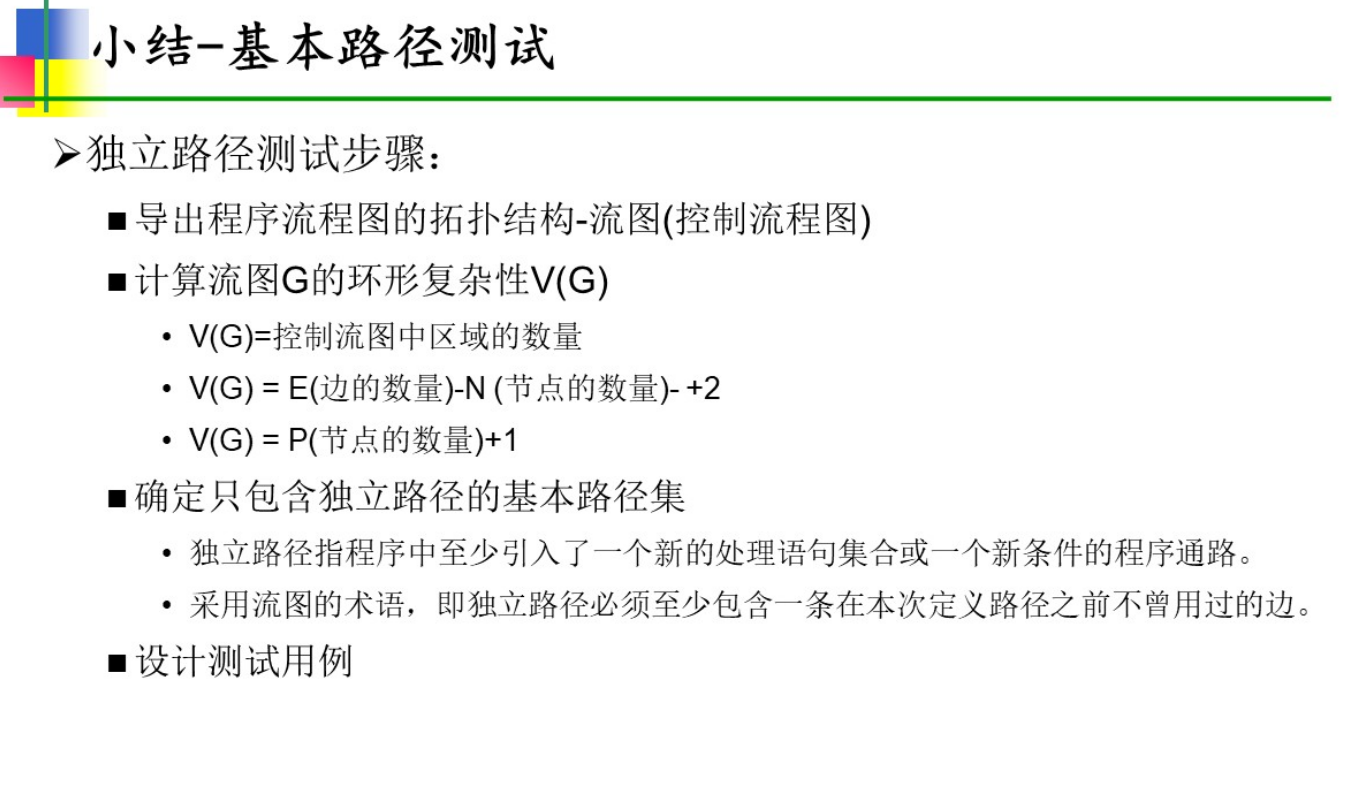 小结-基本路径测试
➢独立路径测试步骤：
■导出程序流程图的拓扑结构-流图(控制流程图)
■计算流图G的环形复杂性V(G)
• V(G)=控制流图中区域的数量
• V(G) = E(边的数量)-N (节点的数量)- +2
• V(G) = P(节点的数量)+1
■确定只包含独立路径的基本路径集
• 独立路径指程序中至少引入了一个新的处理语句集合或一个新条件的程序通路。
• 采用流图的术语，即独立路径必须至少包含一条在本次定义路径之前不曾用过的边。
■设计测试用例